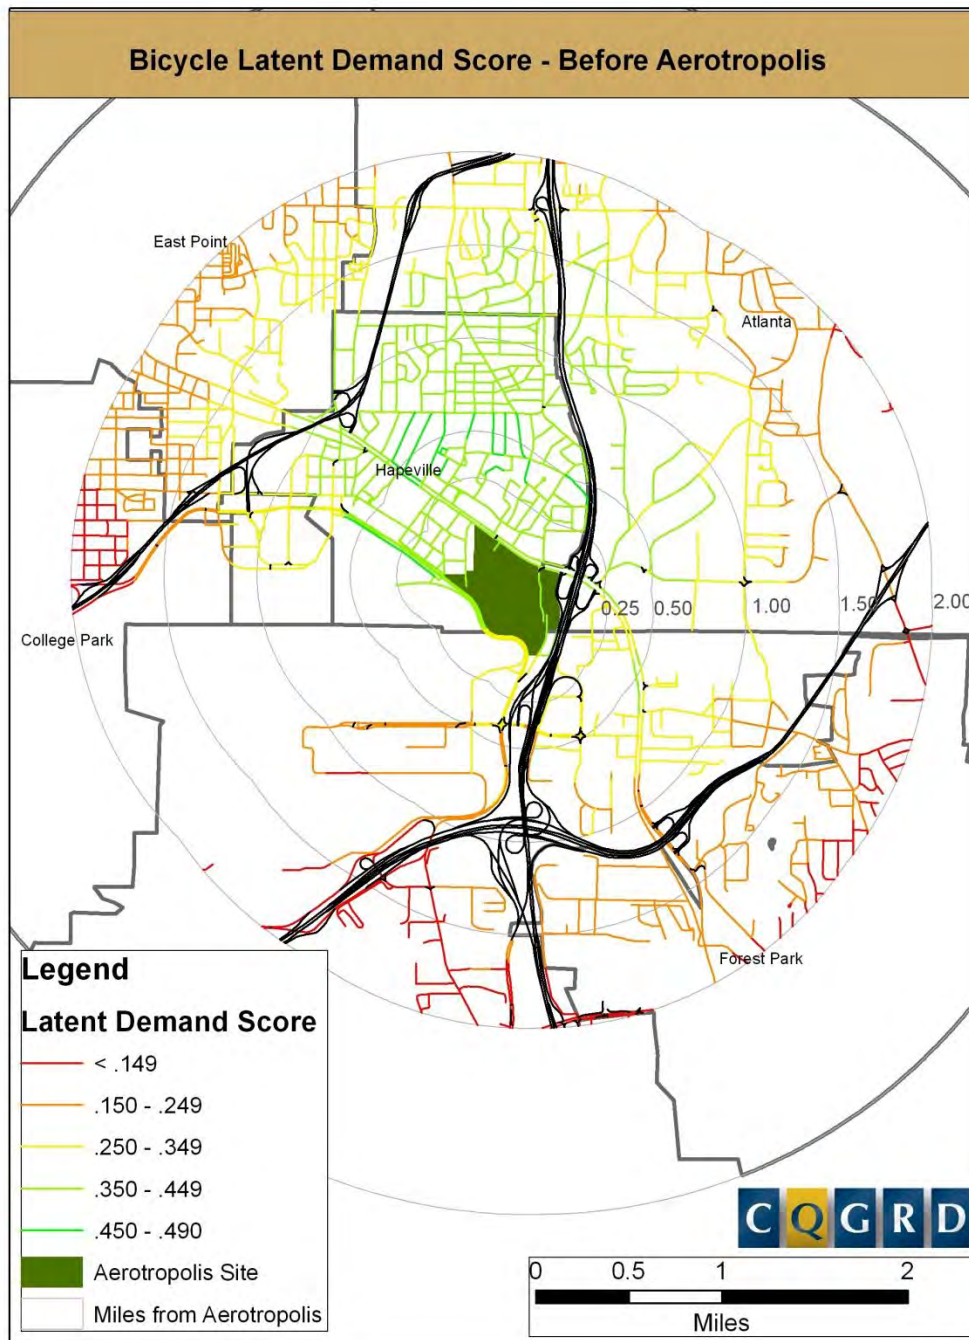 Bicycle Latent Demand Score - Before Aerotropolis
East Point
Atlanta
Hapeville
0.25 0.50 1.00 1.50 2.00
College Park
Forest Park
Legend
Latent Demand Score
< .149
.150 - .249
.250 - .349
.350 - .449
.450 - .490
Aerotropolis Site
Miles from Aerotropolis
CQGRD
0 0.5 1 2
Miles